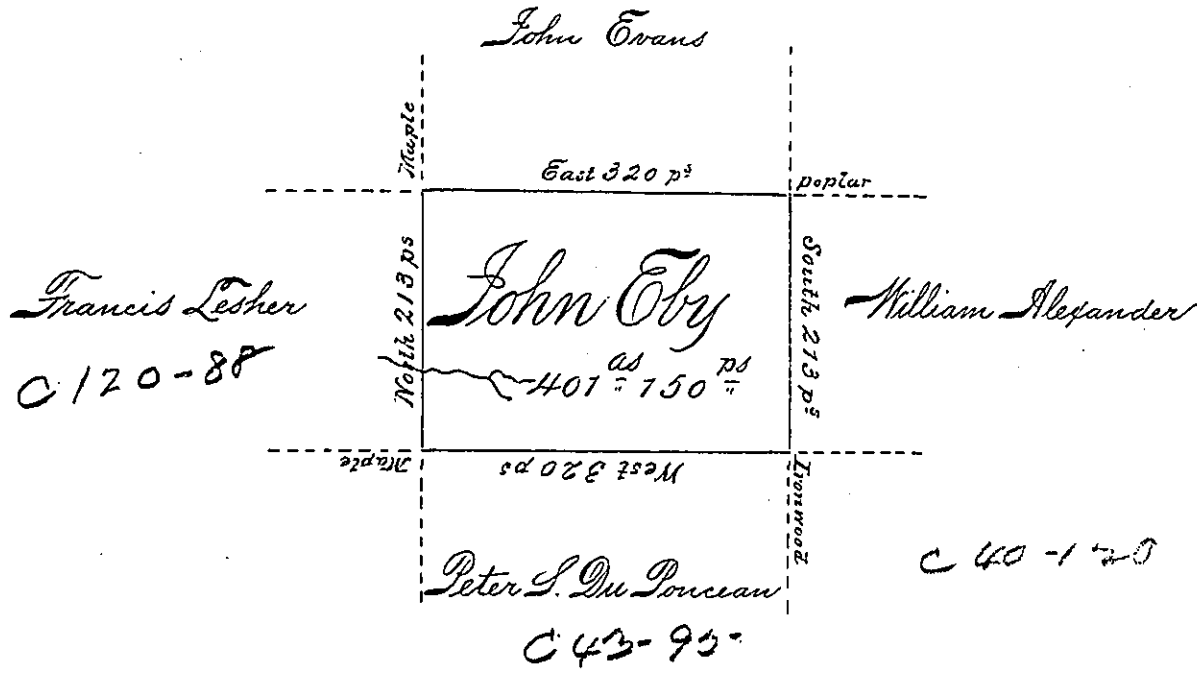 John Evans
Maple
East 320 pˢ
poplar
Francis Lesher
North 213 ps
John Eby
South 213 pˢ
William Alexander
C 120-88
401 as 150 ps
Maple
West 320 ps
Ironwood
Peter S. Du Ponceau
C 40-120
C 43-95